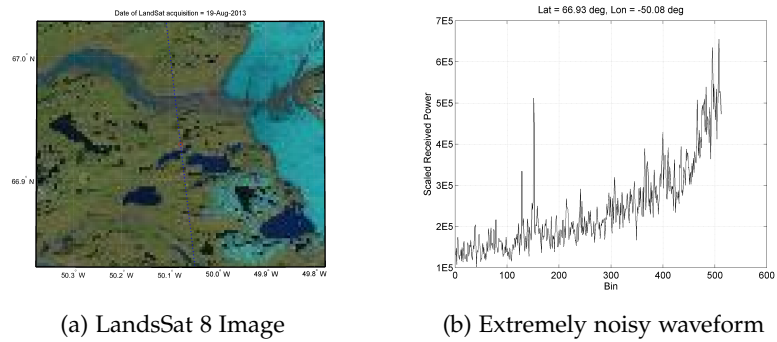 Date of LandSat acquisition = 19-Aug-2013
67.0° N
66.9° N
50.3° W
50.2° W
50.1° W
50.0° W
49.9° W
49.8° W
(a) LandsSat 8 Image
Lat = 66.93 deg, Lon = -50.08 deg
Scaled Received Power
7E5
6E5
5E5
4E5
3E5
2E5
1E5
0
100
200
300
400
500
600
Bin
(b) Extremely noisy waveform